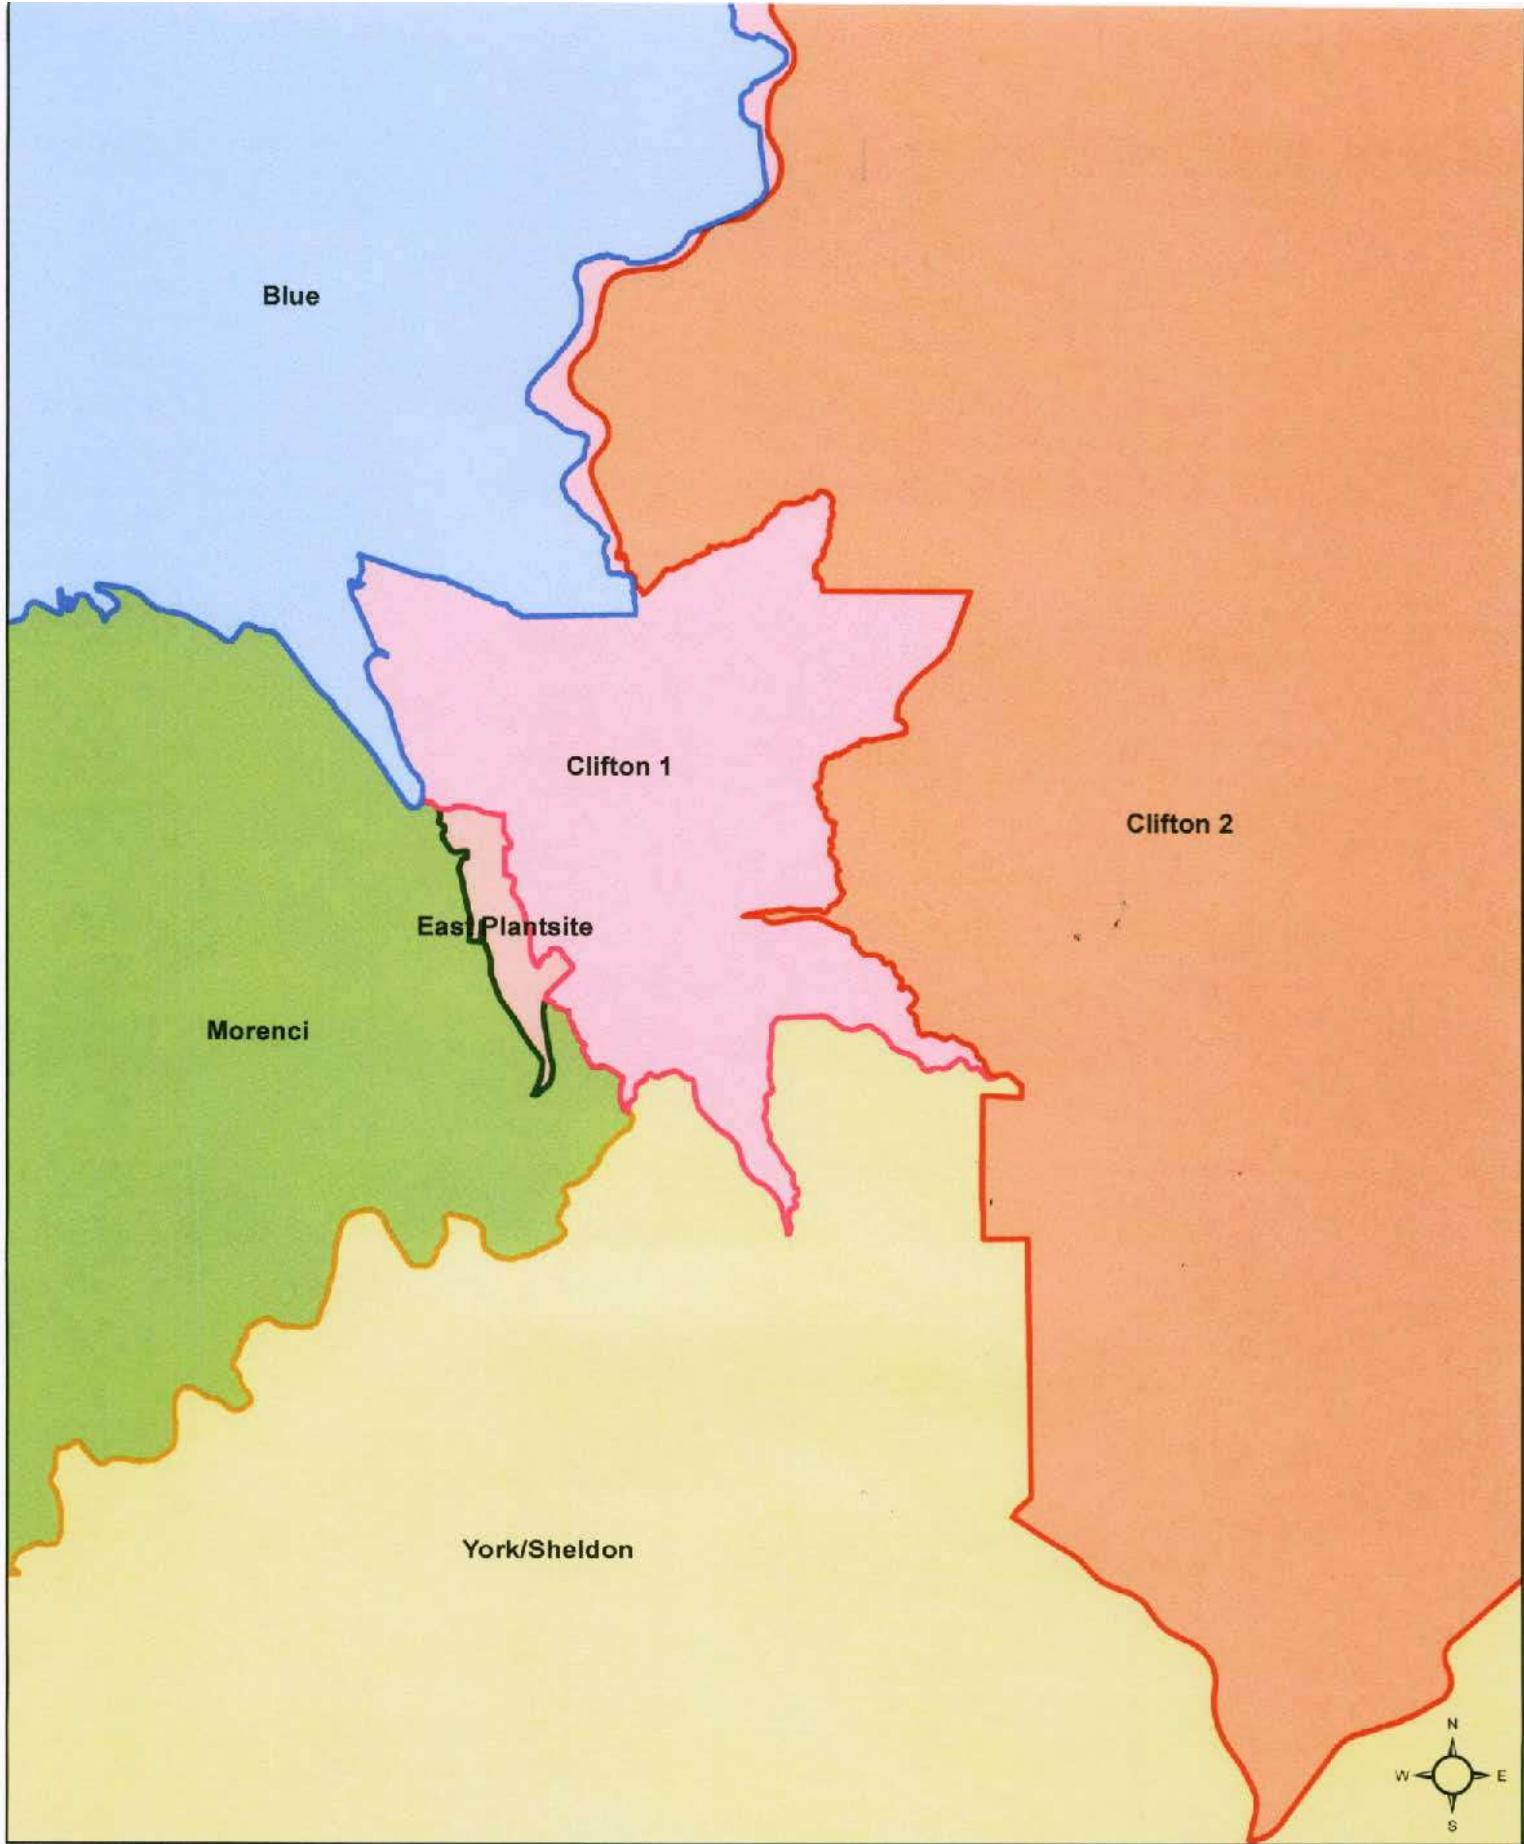 Blue
Clifton 1
Clifton 2
East Plantsite
Morenci
York/Sheldon
N
W E
S